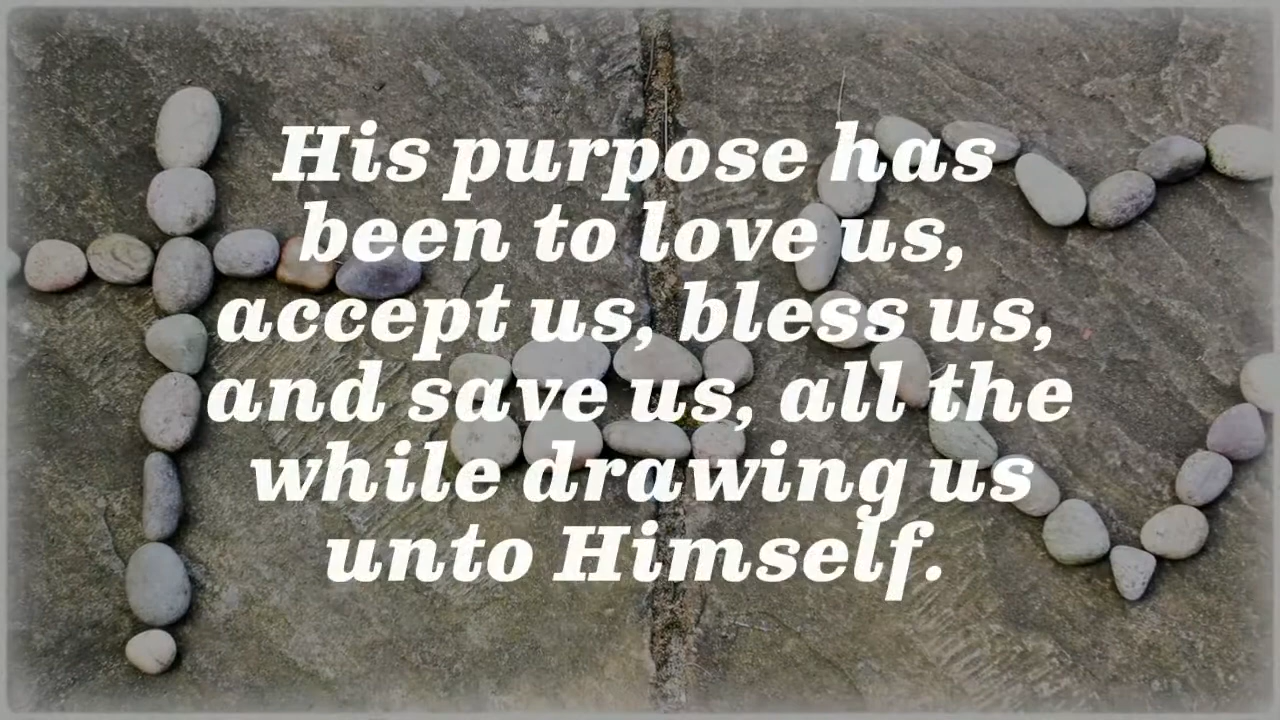 His purpose has
been to love us,
accept us, bless us,
and save us, all the
while drawing us
unto Himself.